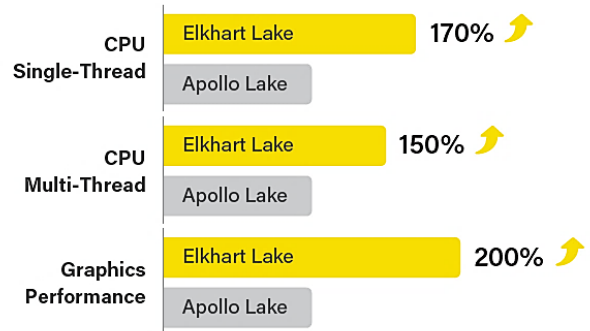 CPU
Single-Thread
Elkhart Lake
170%
Apollo Lake
CPU
Multi-Thread
Elkhart Lake
150%
Apollo Lake
Graphics
Performance
Elkhart Lake
200%
Apollo Lake